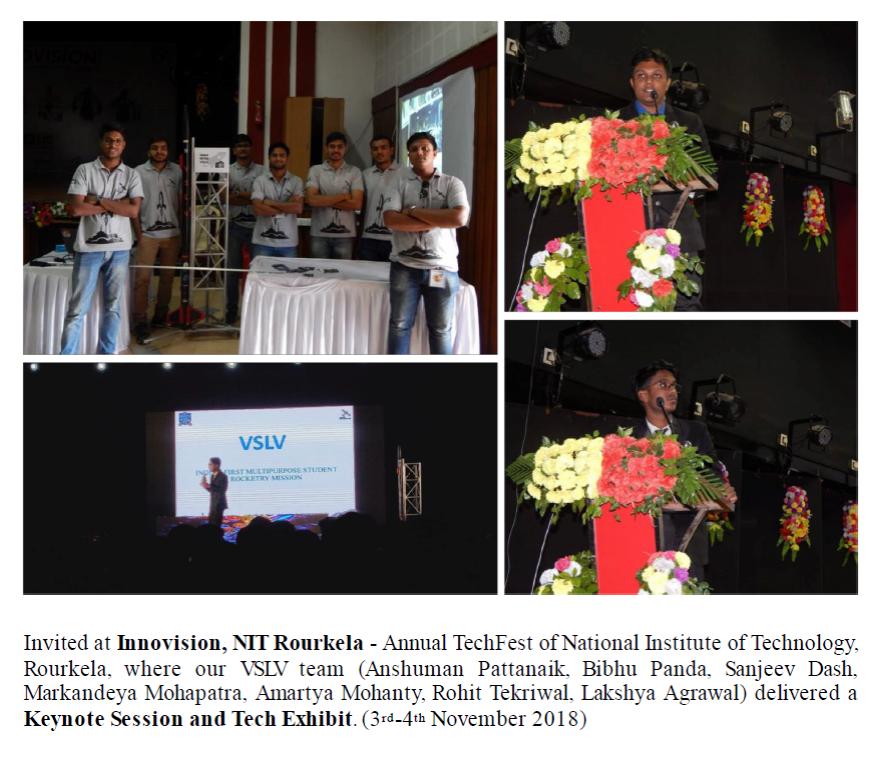 VSLV
FIRST MULTIPURPOSE STUDENT
ROCKETRY MISSION
Invited at Innovision, NIT Rourkela - Annual TechFest of National Institute of Technology,
Rourkela, where our VSLV team (Anshuman Pattanaik, Bibhu Panda, Sanjeev Dash,
Markandeya Mohapatra, Amartya Mohanty, Rohit Tekriwal, Lakshya Agrawal) delivered a
Keynote Session and Tech Exhibit. (3rd-4th November 2018)